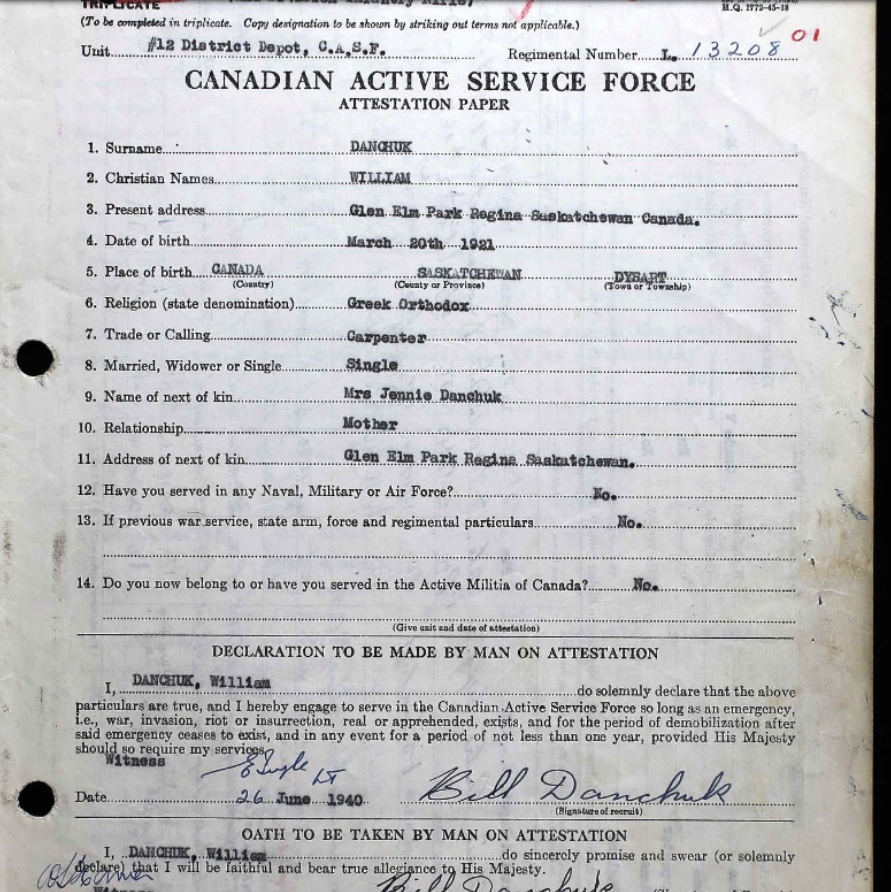 TRIPLICATE
M.Q. 1772-45-18
(To be completed in triplicate. Copy designation to be shown by striking out terms not applicable.)
Unit #12 District Depot, C.A.S.F. Regimental Number L. 13208 01
CANADIAN ACTIVE SERVICE FORCE
ATTESTATION PAPER
1. Surname DANCHUK
2. Christian Names WILLIAM
3. Present address Glen Elm Park Regina Saskatchewan Canada.
4. Date of birth March 20th 1921
5. Place of birth CANADA SASKATCHEWAN DYSART
(Country) (County or Province) (Town or Township)
6. Religion (state denomination) Greek Orthodox
7. Trade or Calling Carpenter
8. Married, Widower or Single Single
9. Name of next of kin Mrs Jennie Danchuk
10. Relationship Mother
11. Address of next of kin Glen Elm Park Regina Saskatchewan.
12. Have you served in any Naval, Military or Air Force? No.
13. If previous war service, state arm, force and regimental particulars No.
14. Do you now belong to or have you served in the Active Militia of Canada? No.
(Give unit and date of attestation)
DECLARATION TO BE MADE BY MAN ON ATTESTATION
I, DANCHUK, William do solemnly declare that the above
particulars are true, and I hereby engage to serve in the Canadian Active Service Force so long as an emergency,
i.e., war, invasion, riot or insurrection, real or apprehended, exists, and for the period of demobilization after
said emergency ceases to exist, and in any event for a period of not less than one year, provided His Majesty
should so require my services.
Witness Lt
Date 26 June 1940 Bill Danchuk
(Signature of recruit)
OATH TO BE TAKEN BY MAN ON ATTESTATION
I, DANCHUK, William do sincerely promise and swear (or solemnly
declare) that I will be faithful and bear true allegiance to His Majesty.
Witness Bill Danchuk